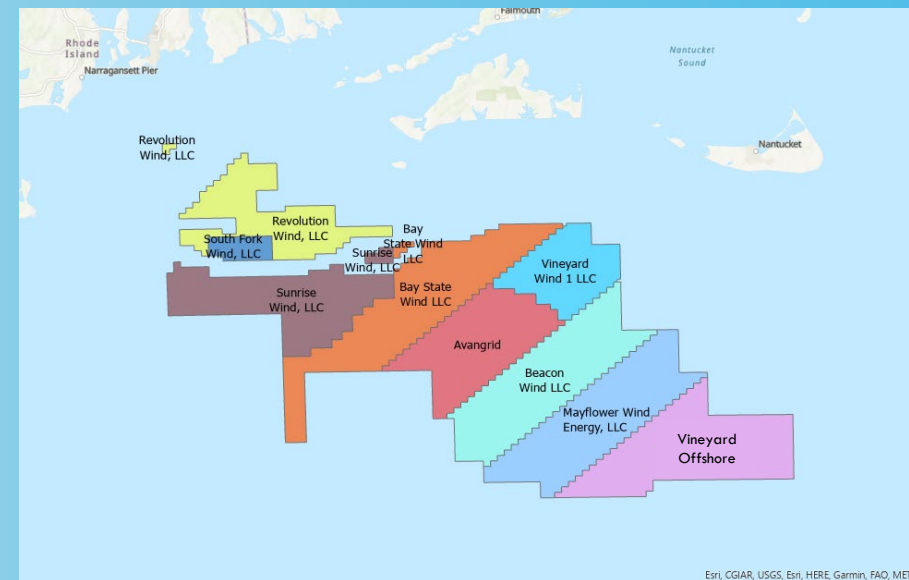 Falmouth
Rhode
Island
Narragansett Pier
Nantucket
Sound
Nantucket
Revolution
Wind, LLC
Revolution
Wind, LLC
South Fork
Wind, LLC
Bay
State Wind
LLC
Sunrise
Wind, LLC
Vineyard
Wind 1 LLC
Sunrise
Wind, LLC
Bay State
Wind LLC
Avangrid
Beacon
Wind LLC
Mayflower Wind
Energy, LLC
Vineyard
Offshore
Esri, CGIAR, USGS, Esri, HERE, Garmin, FAO, MET